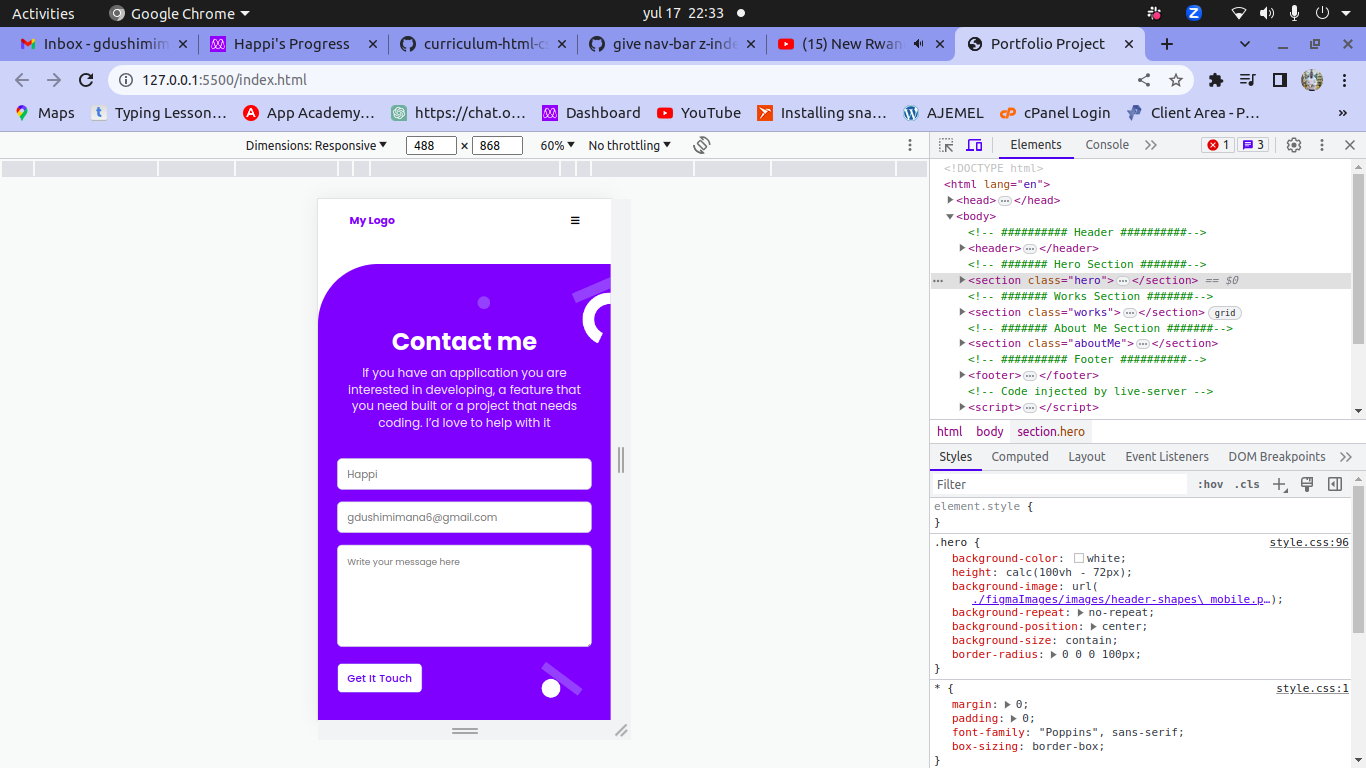 Activities
Google Chrome
yul 17 22:33
Inbox - gdushimim
Happi's Progress
curriculum-html-c
give nav-bar z-inde
(15) New Rwan
Portfolio Project
127.0.0.1:5500/index.html
Maps
Typing Lesson…
App Academy…
https://chat.o…
Dashboard
YouTube
Installing sna…
AJEMEL
cPanel Login
Client Area - P…
»
Dimensions: Responsive
488 × 868
60%
No throttling
Elements
Console
1
3
My Logo
Contact me
If you have an application you are
interested in developing, a feature that
you need built or a project that needs
coding. I'd love to help with it
Happi
gdushimimana6@gmail.com
Write your message here
Get It Touch
<!DOCTYPE html>
<html lang="en">
<head> … </head>
<body>
<!-- ########## Header ##########-->
<header> … </header>
<!-- ####### Hero Section #######-->
<section class="hero"> … </section> == $0
<!-- ####### Works Section #######-->
<section class="works"> … </section> grid
<!-- ####### About Me Section #######-->
<section class="aboutMe"> … </section>
<!-- ########## Footer ##########-->
<footer> … </footer>
<!-- Code injected by live-server -->
<script> … </script>
html body section.hero
Styles
Computed
Layout
Event Listeners
DOM Breakpoints
Filter
:hov .cls
element.style {
}
.hero { style.css:96
background-color: white;
height: calc(100vh - 72px);
background-image: url(
./figmaImages/images/header-shapes\ mobile.p…);
background-repeat: no-repeat;
background-position: center;
background-size: contain;
border-radius: 0 0 0 100px;
}
* { style.css:1
margin: 0;
padding: 0;
font-family: "Poppins", sans-serif;
box-sizing: border-box;
}